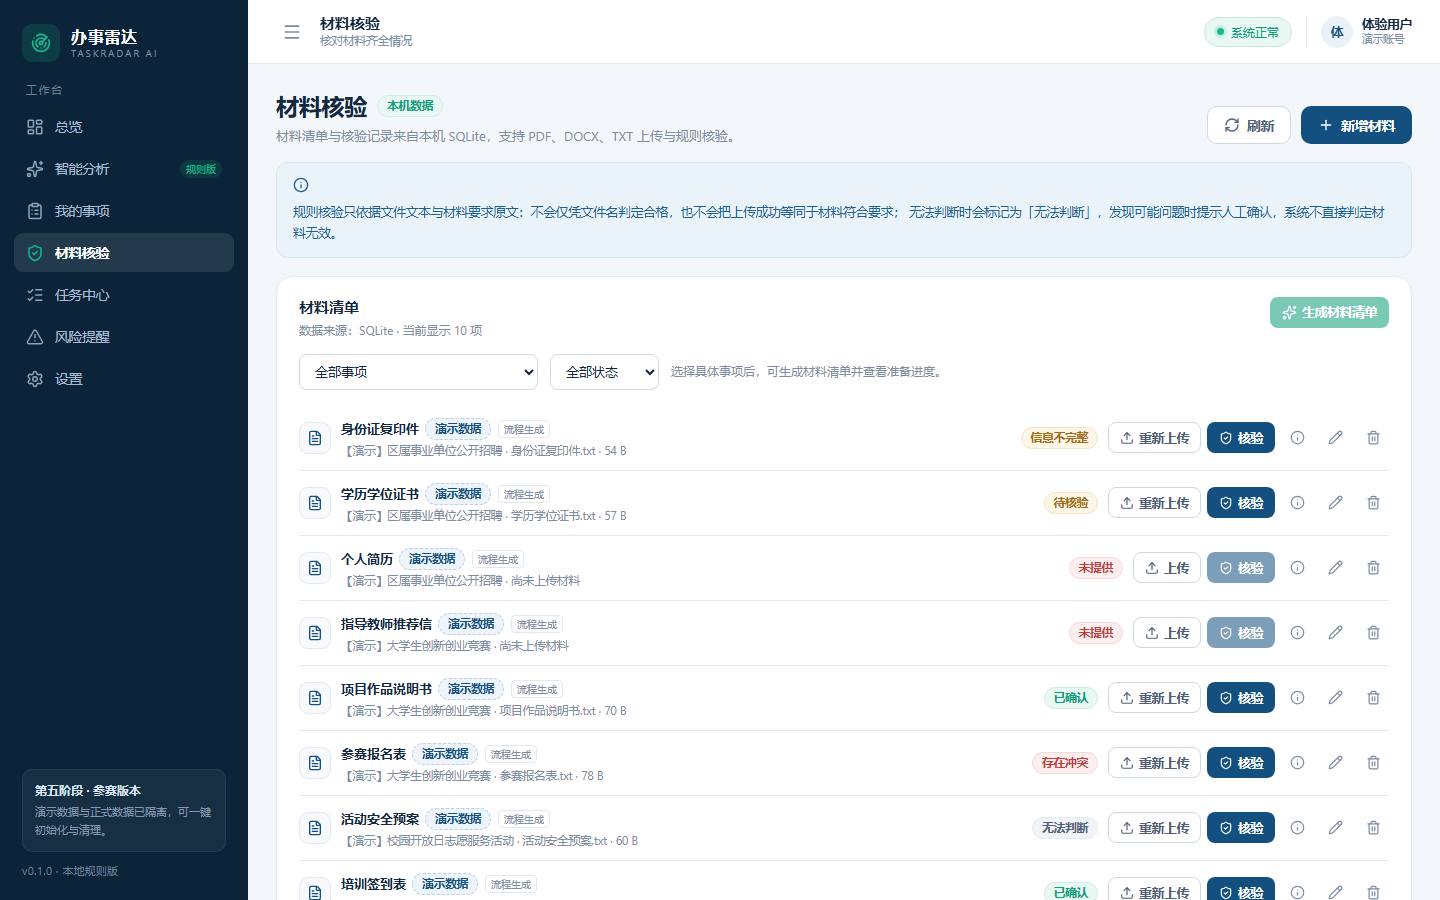 办事雷达
TASKRADAR AI
工作台
总览
智能分析 规则版
我的事项
材料核验
任务中心
风险提醒
设置
第五阶段 · 参赛版本
演示数据与正式数据已隔离，可一键
初始化与清理。
v0.1.0 · 本地规则版
材料核验
核对材料齐全情况
系统正常
体
体验用户
演示账号
材料核验 本机数据
材料清单与核验记录来自本机 SQLite，支持 PDF、DOCX、TXT 上传与规则核验。
刷新
新增材料
规则核验只依据文件文本与材料要求原文：不会仅凭文件名判定合格，也不会把上传成功等同于材料符合要求； 无法判断时会标记为「无法判断」，发现可能问题时提示人工确认，系统不直接判定材
料无效。
材料清单
数据来源：SQLite · 当前显示 10 项
生成材料清单
全部事项 全部状态 选择具体事项后，可生成材料清单并查看准备进度。
身份证复印件 演示数据 流程生成
【演示】区属事业单位公开招聘 · 身份证复印件.txt · 54 B
信息不完整 重新上传 核验
学历学位证书 演示数据 流程生成
【演示】区属事业单位公开招聘 · 学历学位证书.txt · 57 B
待核验 重新上传 核验
个人简历 演示数据 流程生成
【演示】区属事业单位公开招聘 · 尚未上传材料
未提供 上传 核验
指导教师推荐信 演示数据 流程生成
【演示】大学生创新创业竞赛 · 尚未上传材料
未提供 上传 核验
项目作品说明书 演示数据 流程生成
【演示】大学生创新创业竞赛 · 项目作品说明书.txt · 70 B
已确认 重新上传 核验
参赛报名表 演示数据 流程生成
【演示】大学生创新创业竞赛 · 参赛报名表.txt · 78 B
存在冲突 重新上传 核验
活动安全预案 演示数据 流程生成
【演示】校园开放日志愿服务活动 · 活动安全预案.txt · 60 B
无法判断 重新上传 核验
培训签到表 演示数据 流程生成
已确认 重新上传 核验